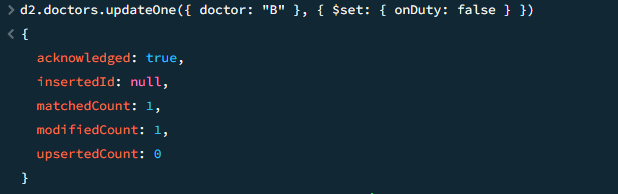 > d2.doctors.updateOne({ doctor: "B" }, { $set: { onDuty: false } })
< {
acknowledged: true,
insertedId: null,
matchedCount: 1,
modifiedCount: 1,
upsertedCount: 0
}